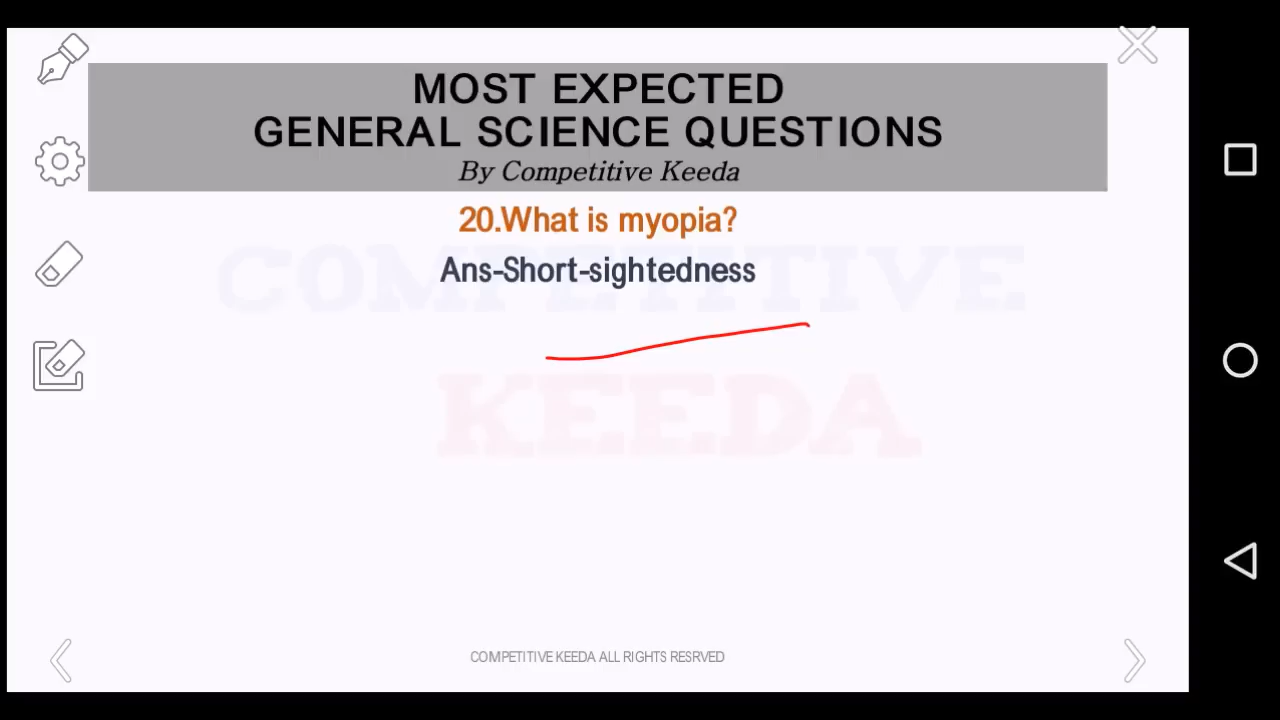 MOST EXPECTED
GENERAL SCIENCE QUESTIONS
By Competitive Keeda
20.What is myopia?
COMPETITIVE
Ans-Short-sightedness
KEEDA
COMPETITIVE KEEDA ALL RIGHTS RESRVED